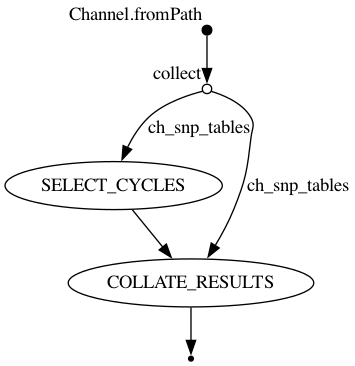 Channel.fromPath
collect
ch_snp_tables
SELECT_CYCLES
ch_snp_tables
COLLATE_RESULTS